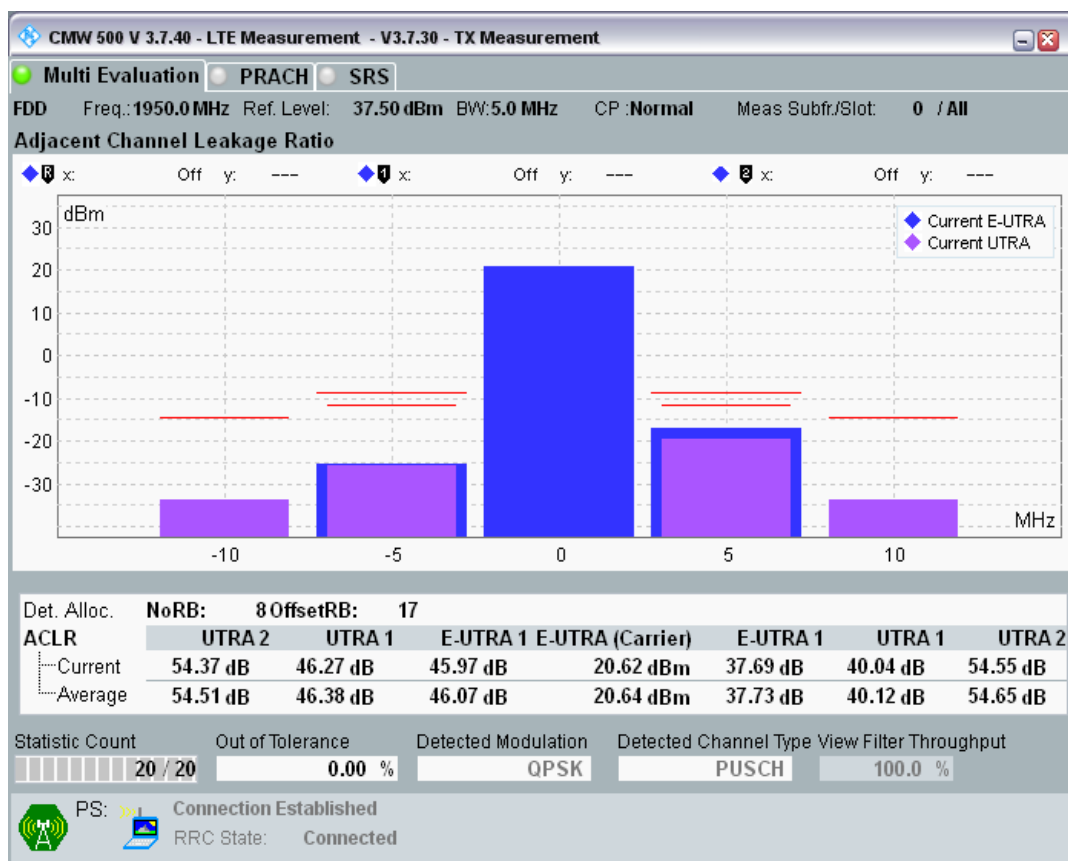 CMW 500 V 3.7.40 - LTE Measurement - V3.7.30 - TX Measurement
Multi Evaluation PRACH SRS
FDD Freq.: 1950.0 MHz Ref. Level: 37.50 dBm BW: 5.0 MHz CP : Normal Meas Subfr./Slot: 0 / All
Adjacent Channel Leakage Ratio
R x: Off y: --- 1 x: Off y: --- 2 x: Off y: ---
dBm
Current E-UTRA
Current UTRA
30
20
10
0
-10
-20
-30
MHz
-10 -5 0 5 10
Det. Alloc. NoRB: 8 OffsetRB: 17
ACLR UTRA 2 UTRA 1 E-UTRA 1 E-UTRA (Carrier) E-UTRA 1 UTRA 1 UTRA 2
Current 54.37 dB 46.27 dB 45.97 dB 20.62 dBm 37.69 dB 40.04 dB 54.55 dB
Average 54.51 dB 46.38 dB 46.07 dB 20.64 dBm 37.73 dB 40.12 dB 54.65 dB
Statistic Count Out of Tolerance Detected Modulation Detected Channel Type View Filter Throughput
20 / 20 0.00 % QPSK PUSCH 100.0 %
PS: Connection Established
RRC State: Connected